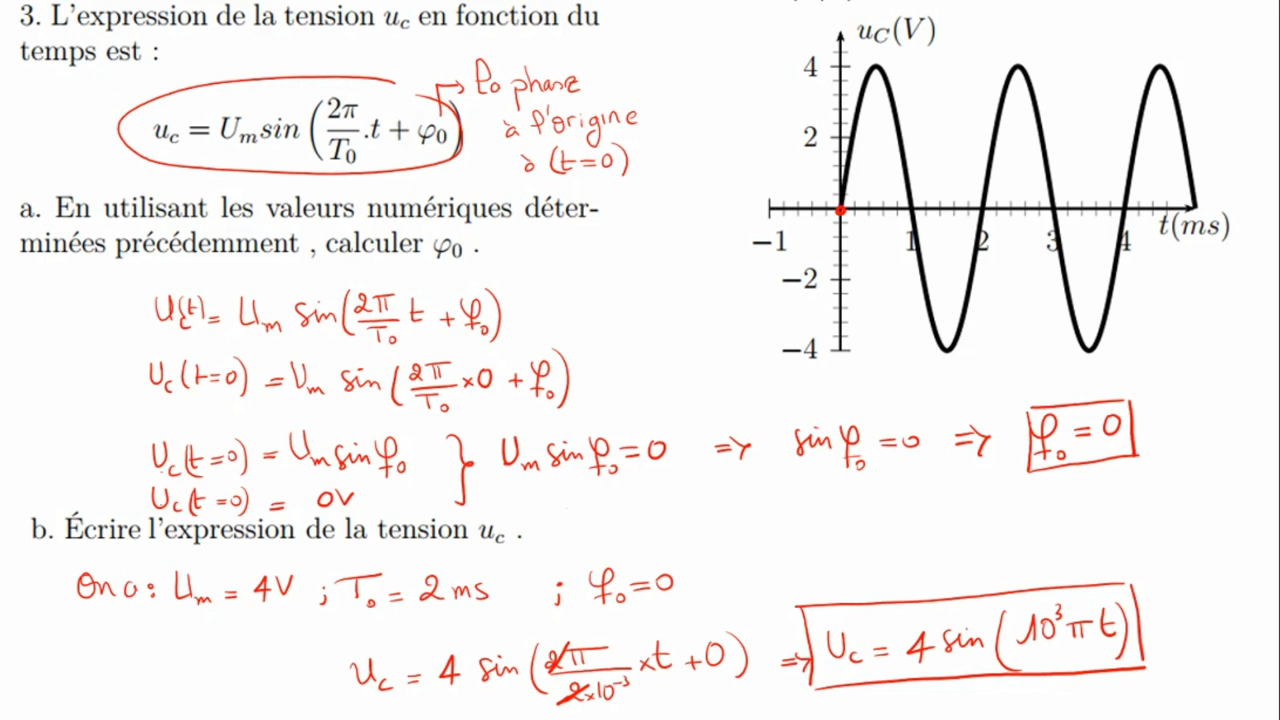 3. L'expression de la tension u_c en fonction du
temps est :
u_c = U_m sin (2π/T_0 .t + φ_0)
La phase
à l'origine
à (t=0)
a. En utilisant les valeurs numériques déter-
minées précédemment , calculer φ_0 .
U_c(t) = U_m sin(2π/T_0 t + φ_0)
U_c(t=0) = U_m sin(2π/T_0 ×0 + φ_0)
U_c(t=0) = U_m sin φ_0 } U_m sin φ_0 = 0 => sin φ_0 = 0 => φ_0 = 0
U_c(t=0) = 0V
b. Écrire l'expression de la tension u_c .
On a : U_m = 4V ; T_0 = 2 ms ; φ_0 = 0
U_c = 4 sin(2π/2×10^-3 × t + 0) => U_c = 4 sin(10^3 π t)
u_C(V)
4
2
−1 1 2 3 4 t(ms)
−2
−4